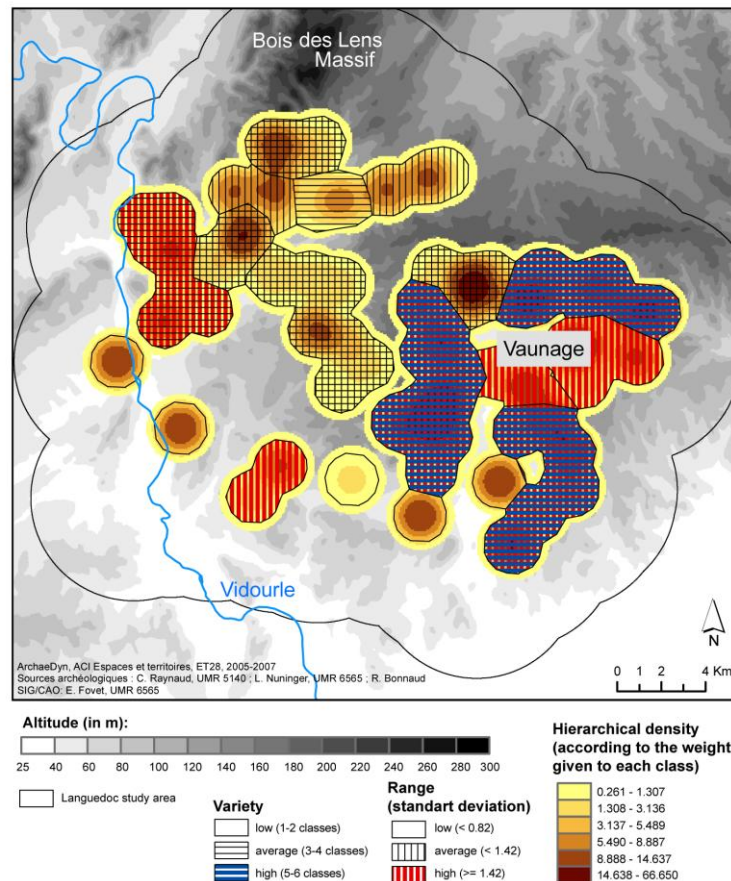 Bois des Lens
Massif
Vaunage
Vidourle
N
ArchaeDyn, ACI Espaces et territoires, ET28, 2005-2007
Sources archéologiques : C. Raynaud, UMR 5140 ; L. Nuninger, UMR 6565 ; R. Bonnaud
SIG/CAO: E. Fovet, UMR 6565
0 1 2 4 Km
Altitude (in m):
25 40 60 80 100 120 140 160 180 200 220 240 260 280 300
Languedoc study area
Variety
low (1-2 classes)
average (3-4 classes)
high (5-6 classes)
Range
(standart deviation)
low (< 0.82)
average (< 1.42)
high (>= 1.42)
Hierarchical density
(according to the weight
given to each class)
0.261 - 1.307
1.308 - 3.136
3.137 - 5.489
5.490 - 8.887
8.888 - 14.637
14.638 - 66.650